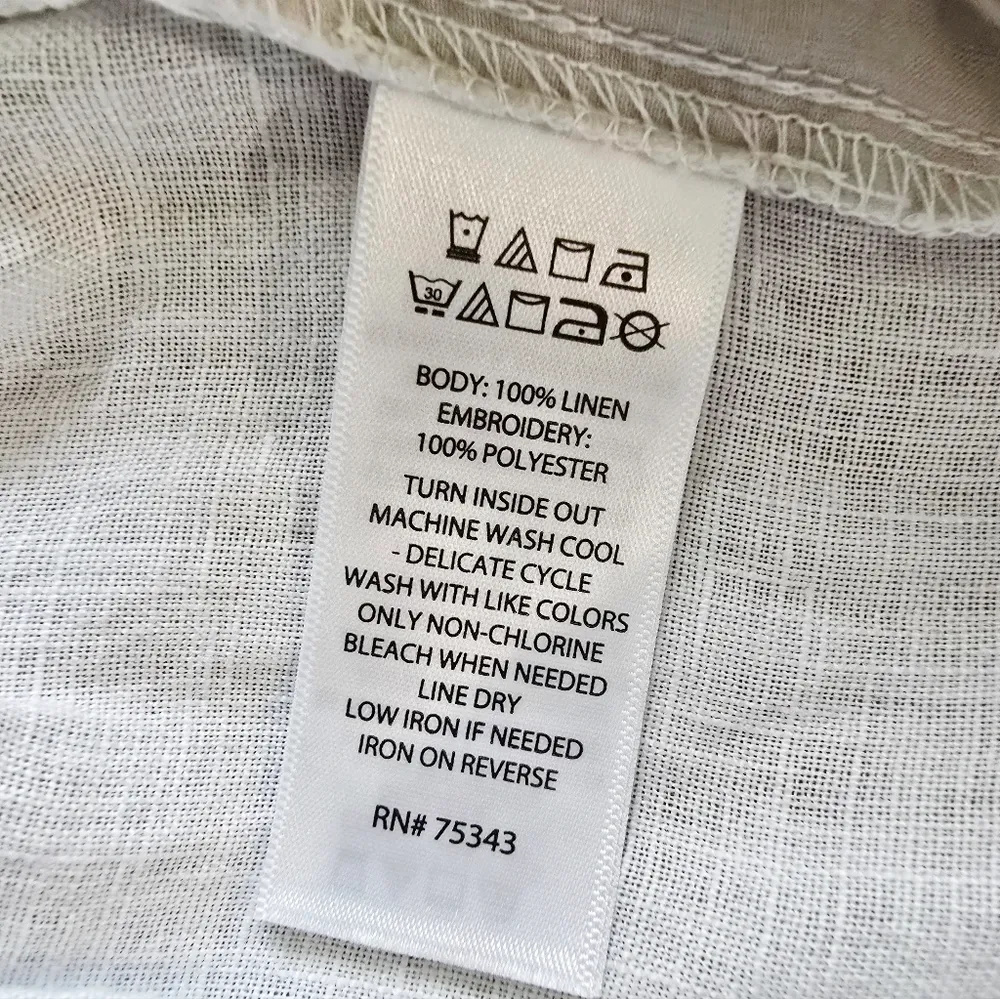 30
BODY: 100% LINEN
EMBROIDERY:
100% POLYESTER
TURN INSIDE OUT
MACHINE WASH COOL
- DELICATE CYCLE
WASH WITH LIKE COLORS
ONLY NON-CHLORINE
BLEACH WHEN NEEDED
LINE DRY
LOW IRON IF NEEDED
IRON ON REVERSE
RN# 75343